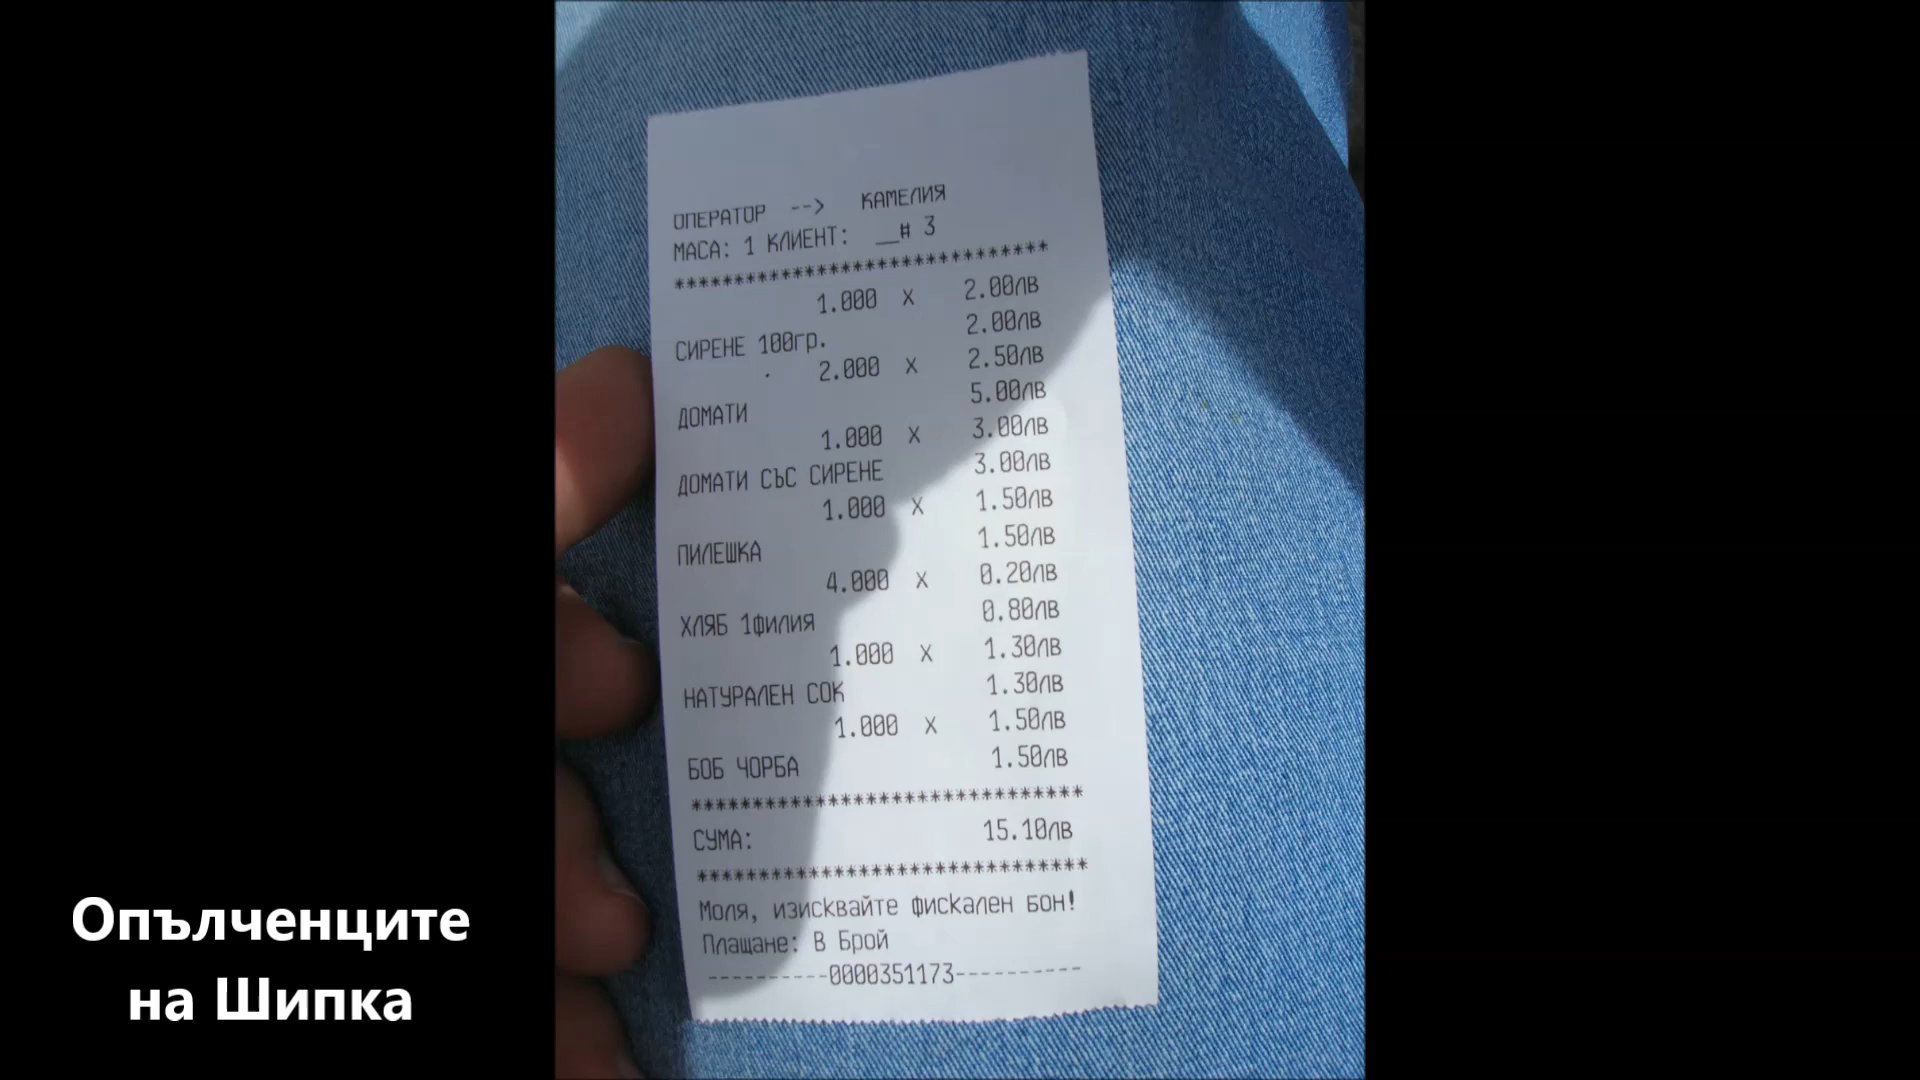 ОПЕРАТОР --> КАМЕЛИЯ
МАСА: 1 КЛИЕНТ: __# 3
*******************************
1.000 X 2.00лв
СИРЕНЕ 100гр. 2.00лв
2.000 X 2.50лв
ДОМАТИ 5.00лв
1.000 X 3.00лв
ДОМАТИ СЪС СИРЕНЕ 3.00лв
1.000 X 1.50лв
ПИЛЕШКА 1.50лв
4.000 X 0.20лв
ХЛЯБ 1филия 0.80лв
1.000 X 1.30лв
НАТУРАЛЕН СОК 1.30лв
1.000 X 1.50лв
БОБ ЧОРБА 1.50лв
*******************************
СУМА: 15.10лв
*******************************
Моля, изисквайте фискален бон!
Плащане: В Брой
----------0000351173----------
Опълченците
на Шипка